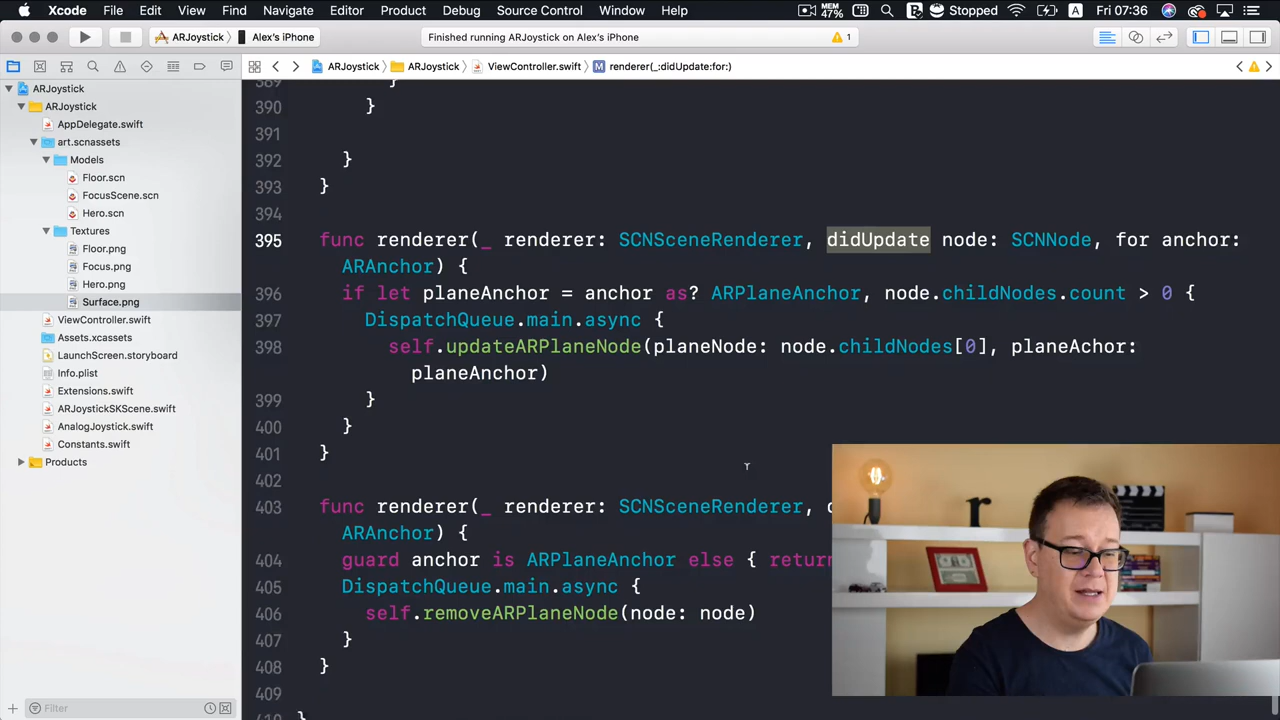 Xcode File Edit View Find Navigate Editor Product Debug Source Control Window Help MEM 47% Stopped A Fri 07:36
ARJoystick Alex's iPhone Finished running ARJoystick on Alex's iPhone 1
ARJoystick ARJoystick ViewController.swift M renderer(_:didUpdate:for:)
ARJoystick
ARJoystick
AppDelegate.swift
art.scnassets
Models
Floor.scn
FocusScene.scn
Hero.scn
Textures
Floor.png
Focus.png
Hero.png
Surface.png
ViewController.swift
Assets.xcassets
LaunchScreen.storyboard
Info.plist
Extensions.swift
ARJoystickSKScene.swift
AnalogJoystick.swift
Constants.swift
Products
Filter
389 }
390 }
391
392 }
393 }
394
395 func renderer(_ renderer: SCNSceneRenderer, didUpdate node: SCNNode, for anchor:
ARAnchor) {
396 if let planeAnchor = anchor as? ARPlaneAnchor, node.childNodes.count > 0 {
397 DispatchQueue.main.async {
398 self.updateARPlaneNode(planeNode: node.childNodes[0], planeAchor:
planeAnchor)
399 }
400 }
401 }
402
403 func renderer(_ renderer: SCNSceneRenderer,
ARAnchor) {
404 guard anchor is ARPlaneAnchor else { return
405 DispatchQueue.main.async {
406 self.removeARPlaneNode(node: node)
407 }
408 }
409